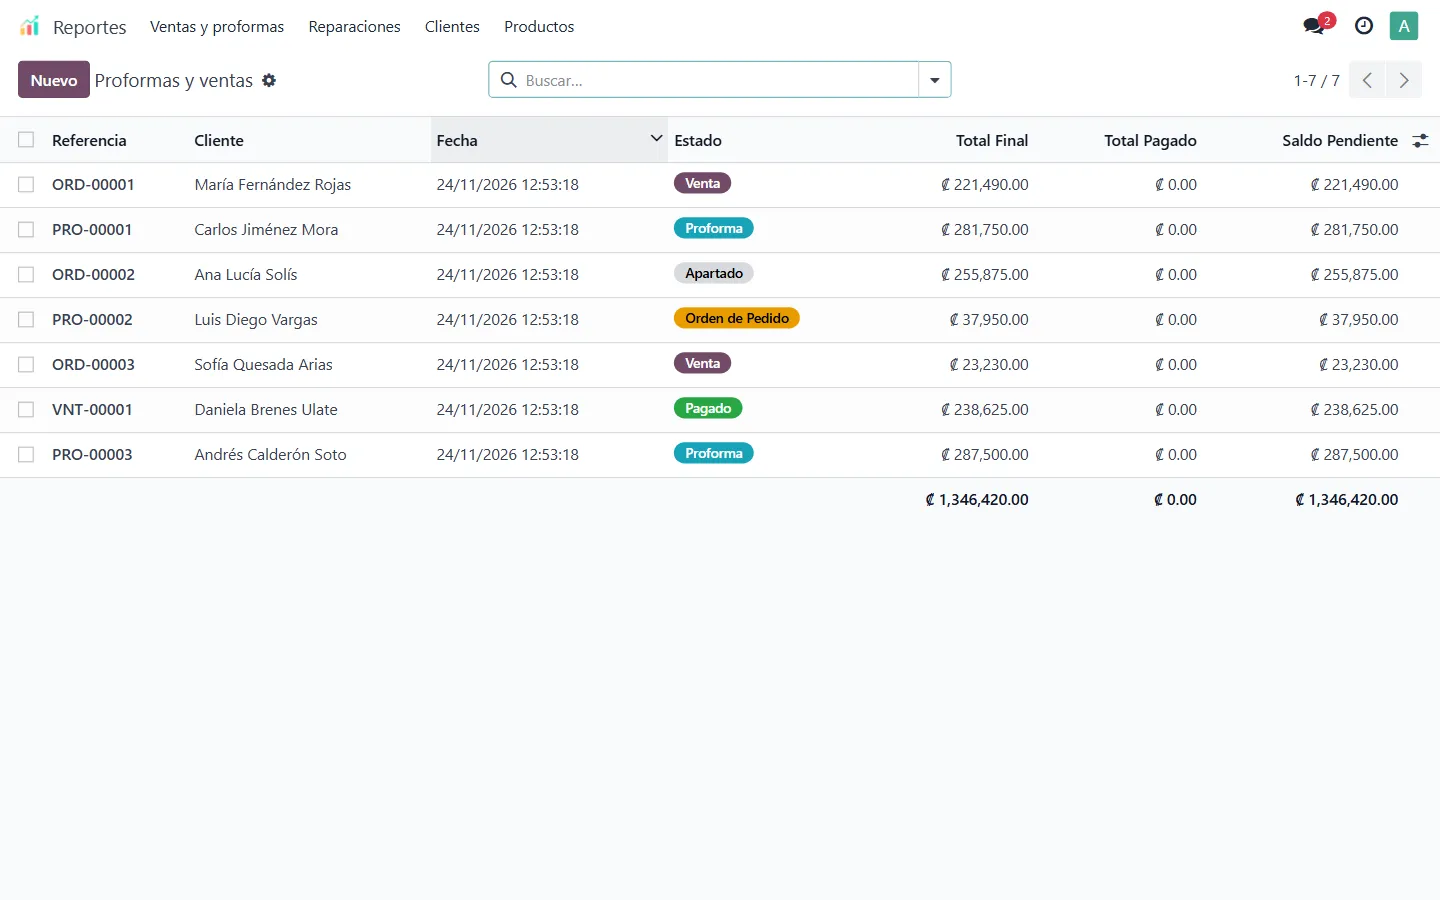 Reportes Ventas y proformas Reparaciones Clientes Productos 2 A
Nuevo Proformas y ventas Buscar... 1-7 / 7
Referencia Cliente Fecha Estado Total Final Total Pagado Saldo Pendiente
ORD-00001 María Fernández Rojas 24/11/2026 12:53:18 Venta ₡ 221,490.00 ₡ 0.00 ₡ 221,490.00
PRO-00001 Carlos Jiménez Mora 24/11/2026 12:53:18 Proforma ₡ 281,750.00 ₡ 0.00 ₡ 281,750.00
ORD-00002 Ana Lucía Solís 24/11/2026 12:53:18 Apartado ₡ 255,875.00 ₡ 0.00 ₡ 255,875.00
PRO-00002 Luis Diego Vargas 24/11/2026 12:53:18 Orden de Pedido ₡ 37,950.00 ₡ 0.00 ₡ 37,950.00
ORD-00003 Sofía Quesada Arias 24/11/2026 12:53:18 Venta ₡ 23,230.00 ₡ 0.00 ₡ 23,230.00
VNT-00001 Daniela Brenes Ulate 24/11/2026 12:53:18 Pagado ₡ 238,625.00 ₡ 0.00 ₡ 238,625.00
PRO-00003 Andrés Calderón Soto 24/11/2026 12:53:18 Proforma ₡ 287,500.00 ₡ 0.00 ₡ 287,500.00
₡ 1,346,420.00 ₡ 0.00 ₡ 1,346,420.00